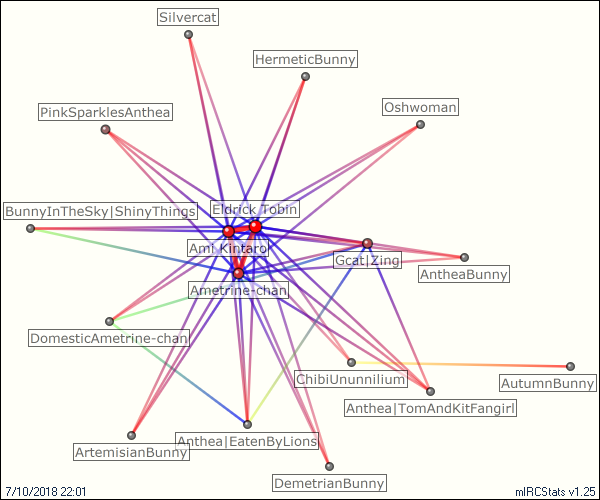 Silvercat
HermeticBunny
Oshwoman
PinkSparklesAnthea
BunnyInTheSky|ShinyThings
Eldrick Tobin
Ami Kintaro
Gcat|Zing
AntheaBunny
Ametrine-chan
DomesticAmetrine-chan
ChibiUnunnilium
AutumnBunny
Anthea|TomAndKitFangirl
Anthea|EatenByLions
ArtemisianBunny
DemetrianBunny
7/10/2018 22:01
mIRCStats v1.25